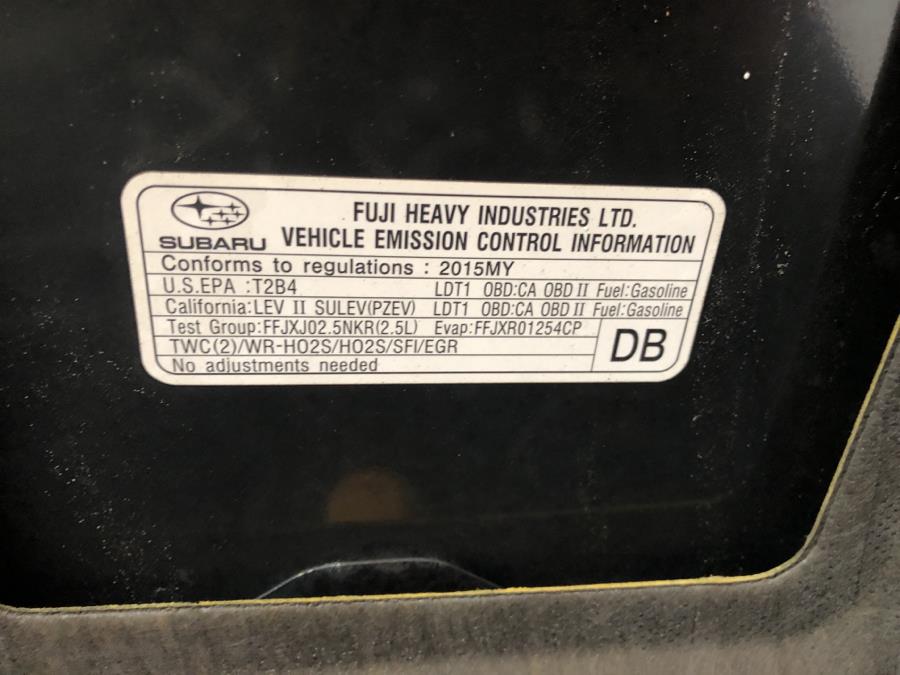 SUBARU
FUJI HEAVY INDUSTRIES LTD.
VEHICLE EMISSION CONTROL INFORMATION
Conforms to regulations : 2015MY
U.S.EPA :T2B4 LDT1 OBD:CA OBD II Fuel:Gasoline
California:LEV II SULEV(PZEV) LDT1 OBD:CA OBD II Fuel:Gasoline
Test Group:FFJXJ02.5NKR(2.5L) Evap:FFJXR01254CP
TWC(2)/WR-HO2S/HO2S/SFI/EGR
No adjustments needed
DB